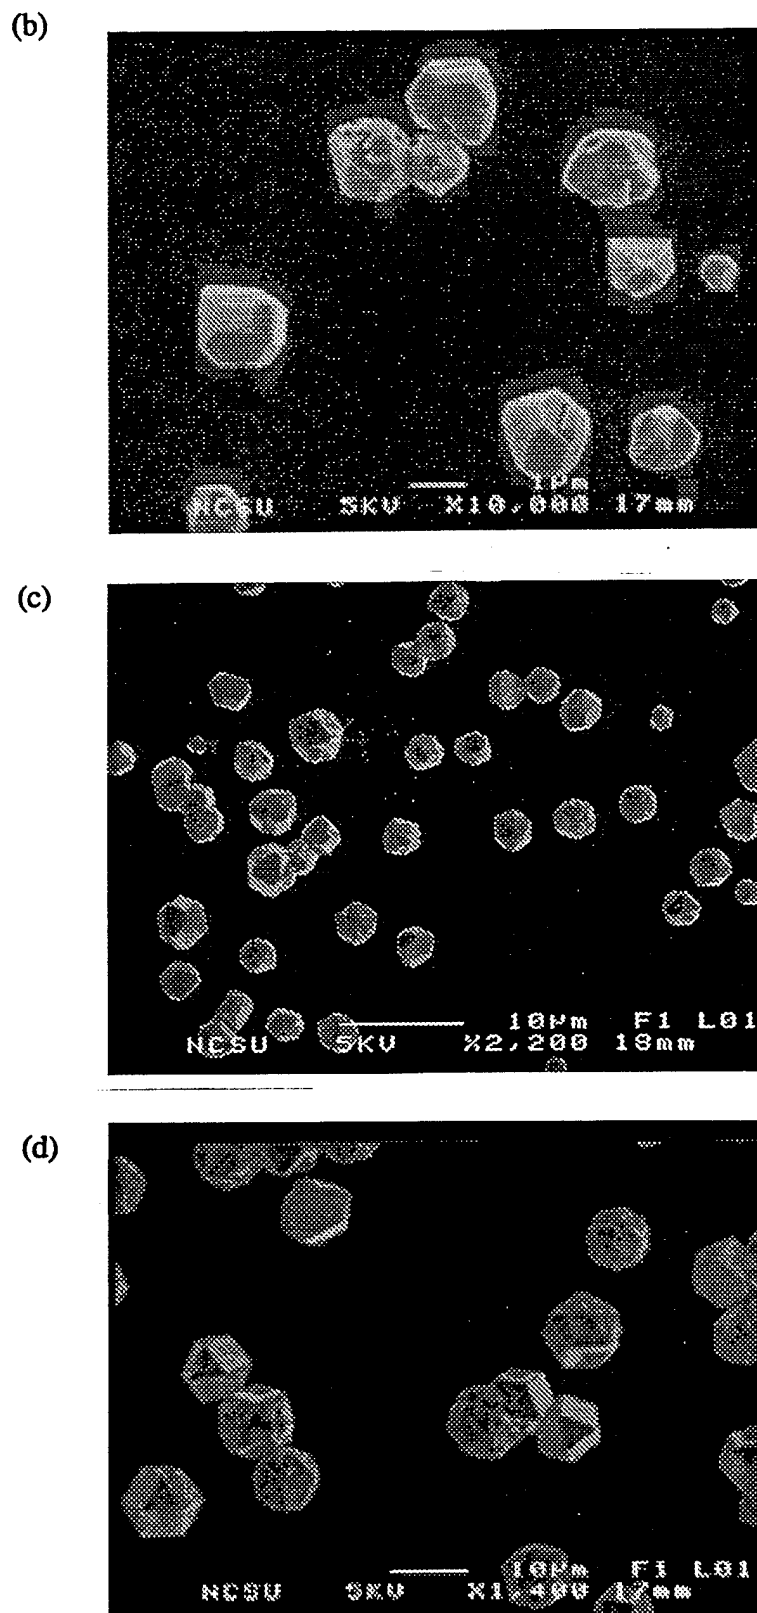 (b)
1µm
NCSU 5KV X10,000 17mm
(c)
10µm F1 L01
NCSU 5KV X2,200 18mm
(d)
10µm F1 L01
NCSU 5KV X1,400 17mm